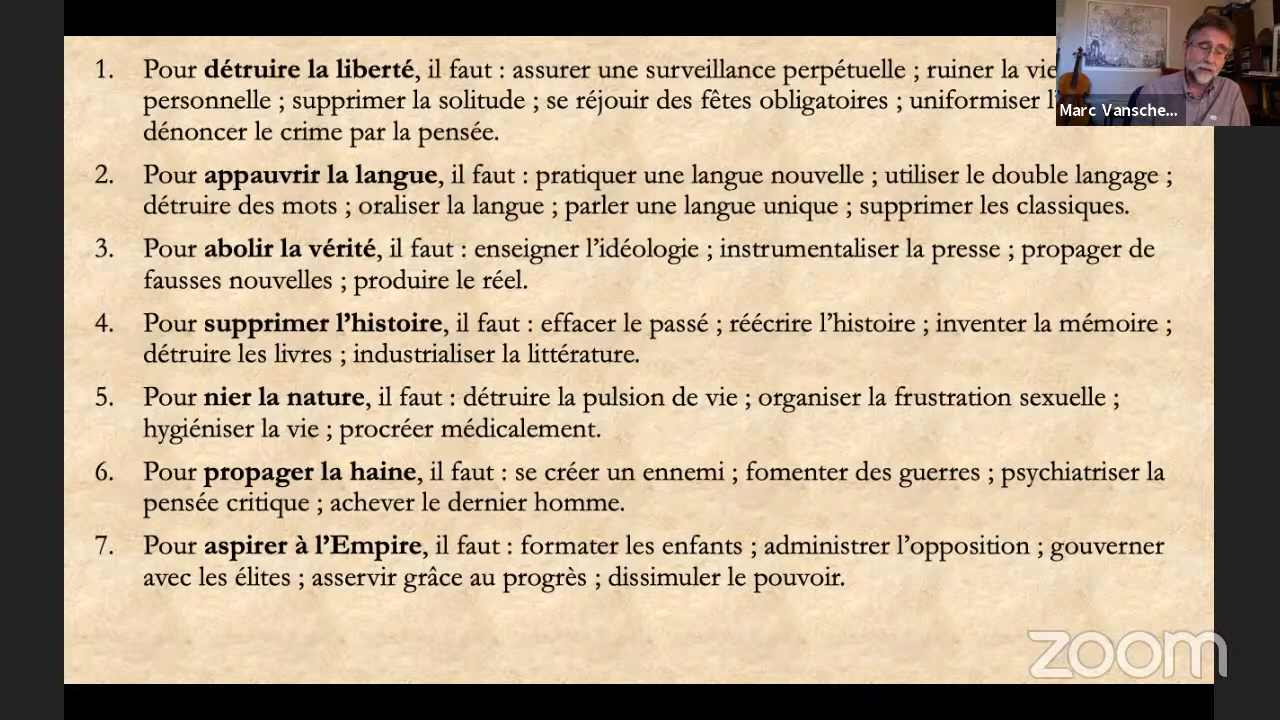 1. Pour détruire la liberté, il faut : assurer une surveillance perpétuelle ; ruiner la vie
personnelle ; supprimer la solitude ; se réjouir des fêtes obligatoires ; uniformiser
dénoncer le crime par la pensée.
2. Pour appauvrir la langue, il faut : pratiquer une langue nouvelle ; utiliser le double langage ;
détruire des mots ; oraliser la langue ; parler une langue unique ; supprimer les classiques.
3. Pour abolir la vérité, il faut : enseigner l’idéologie ; instrumentaliser la presse ; propager de
fausses nouvelles ; produire le réel.
4. Pour supprimer l’histoire, il faut : effacer le passé ; réécrire l’histoire ; inventer la mémoire ;
détruire les livres ; industrialiser la littérature.
5. Pour nier la nature, il faut : détruire la pulsion de vie ; organiser la frustration sexuelle ;
hygiéniser la vie ; procréer médicalement.
6. Pour propager la haine, il faut : se créer un ennemi ; fomenter des guerres ; psychiatriser la
pensée critique ; achever le dernier homme.
7. Pour aspirer à l’Empire, il faut : formater les enfants ; administrer l’opposition ; gouverner
avec les élites ; asservir grâce au progrès ; dissimuler le pouvoir.
Marc Vansche...
zoom